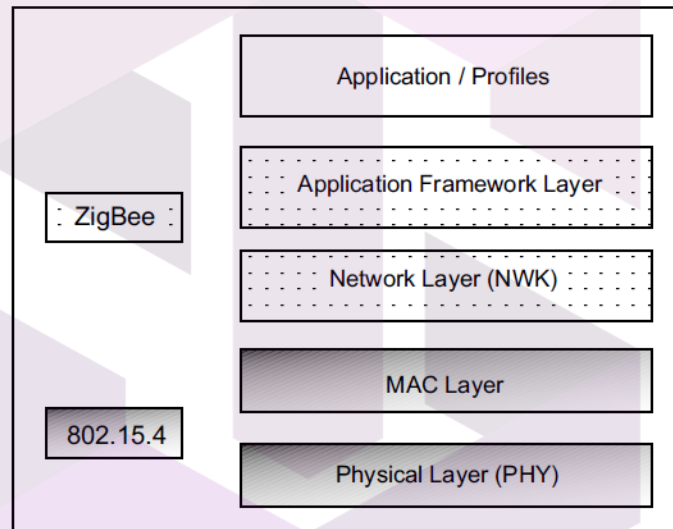 Application / Profiles
Application Framework Layer
ZigBee
Network Layer (NWK)
MAC Layer
802.15.4
Physical Layer (PHY)